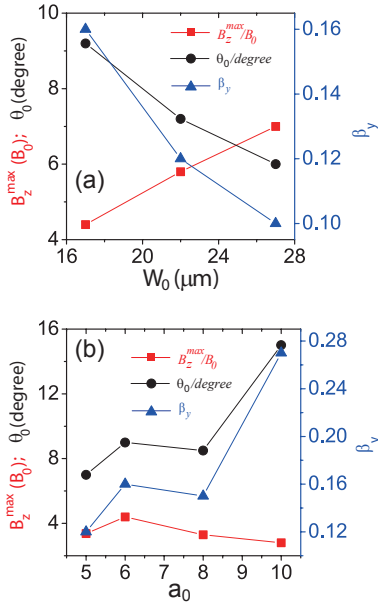 10
8
6
4
B_z^max (B_0); θ_0 (degree)
B_z^max/B_0
θ_0/degree
β_y
(a)
0.16
0.12
0.10
β_y
16 20 24 28
W_0 (μm)
16
12
8
4
B_z^max (B_0); θ_0 (degree)
(b)
B_z^max/B_0
θ_0/degree
β_y
0.28
0.24
0.20
0.16
0.12
β_y
5 6 7 8 9 10
a_0